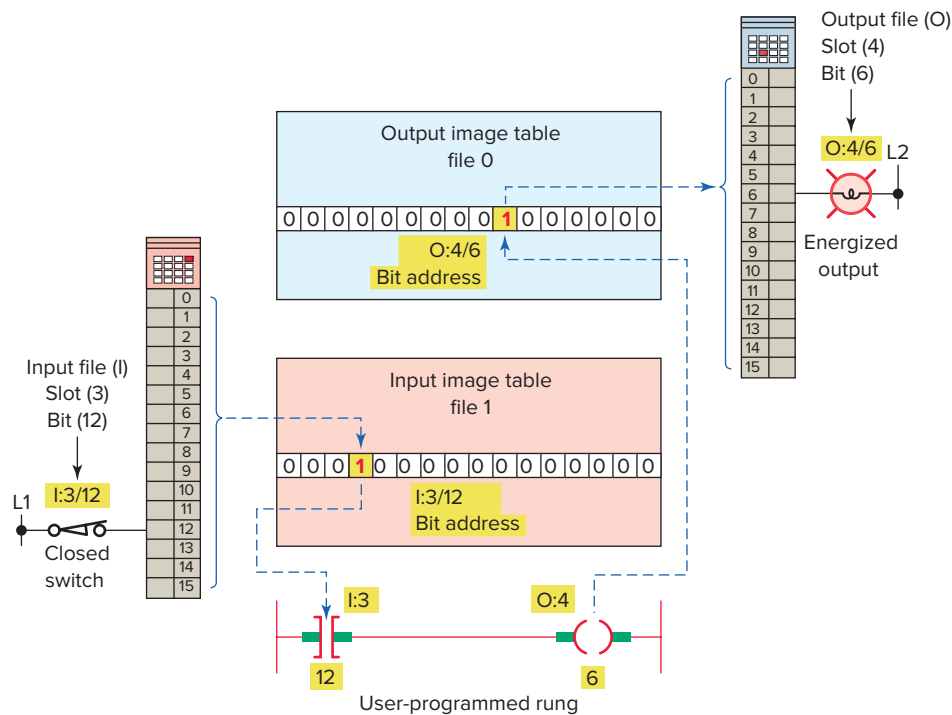 Output file (O)
Slot (4)
Bit (6)
O:4/6
L2
0
1
2
3
4
5
6
7
8
9
10
11
12
13
14
15
Energized
output
Output image table
file 0
0 0 0 0 0 0 0 0 0 1 0 0 0 0 0 0
O:4/6
Bit address
Input file (I)
Slot (3)
Bit (12)
I:3/12
L1
Closed
switch
0
1
2
3
4
5
6
7
8
9
10
11
12
13
14
15
Input image table
file 1
0 0 0 1 0 0 0 0 0 0 0 0 0 0 0 0
I:3/12
Bit address
I:3
O:4
12
6
User-programmed rung